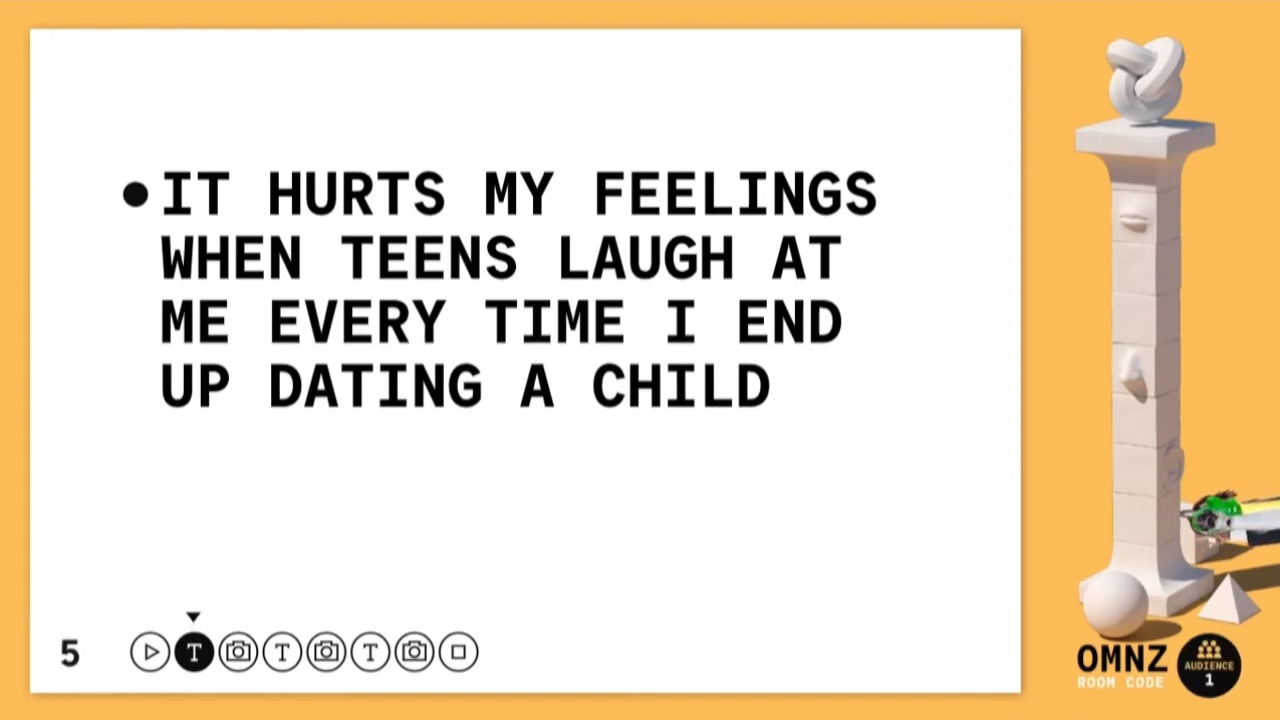 IT HURTS MY FEELINGS
WHEN TEENS LAUGH AT
ME EVERY TIME I END
UP DATING A CHILD
5
T
T
T
OMNZ
ROOM CODE
AUDIENCE
1